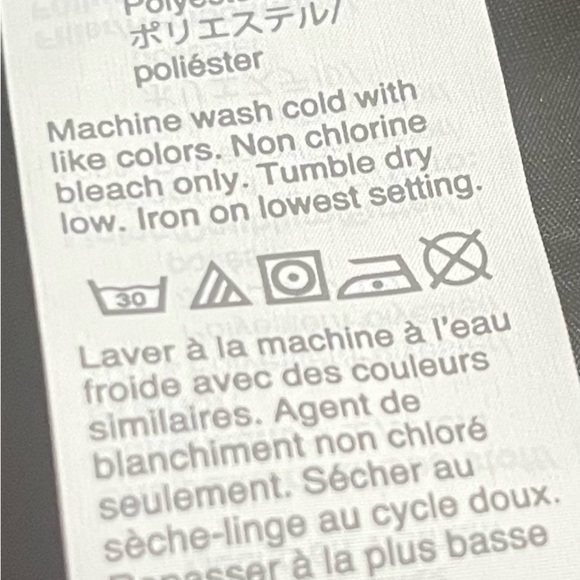 Polyester/
ポリエステル/
poliéster
Machine wash cold with
like colors. Non chlorine
bleach only. Tumble dry
low. Iron on lowest setting.
30
Laver à la machine à l'eau
froide avec des couleurs
similaires. Agent de
blanchiment non chloré
seulement. Sécher au
sèche-linge au cycle doux.
Repasser à la plus basse